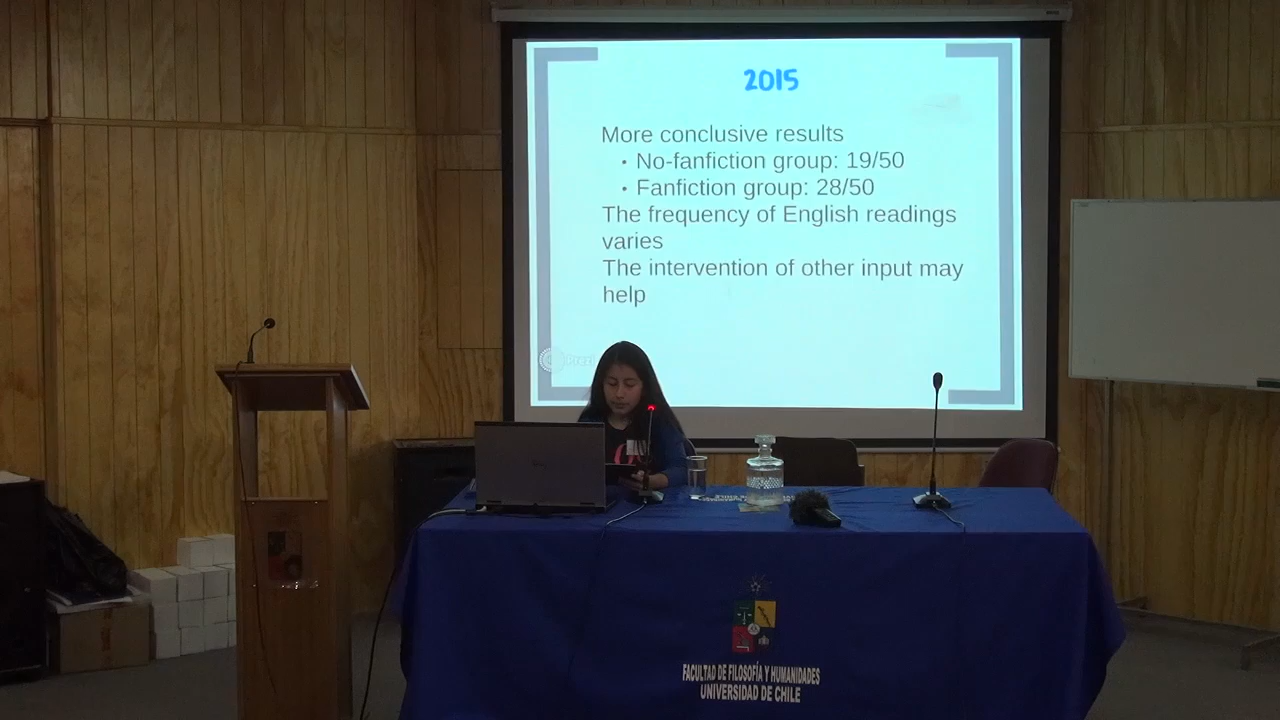 2015
More conclusive results
• No-fanfiction group: 19/50
• Fanfiction group: 28/50
The frequency of English readings
varies
The intervention of other input may
help
Prezi
FACULTAD DE FILOSOFÍA Y HUMANIDADES
UNIVERSIDAD DE CHILE